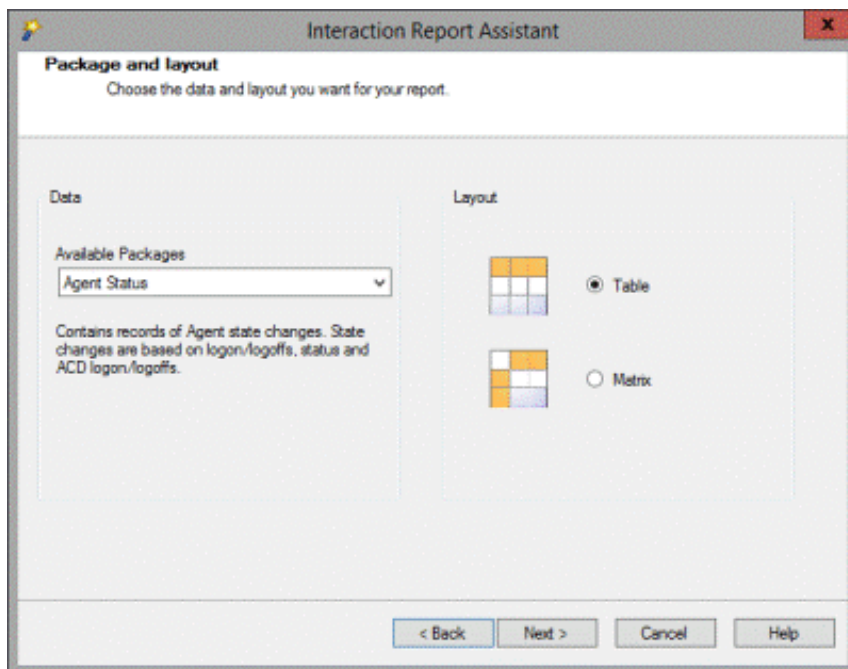 Interaction Report Assistant
x
Package and layout
Choose the data and layout you want for your report.
Data
Layout
Available Packages
Agent Status
Table
Contains records of Agent state changes. State
changes are based on logon/logoffs, status and
ACD logon/logoffs.
Matrix
< Back
Next >
Cancel
Help